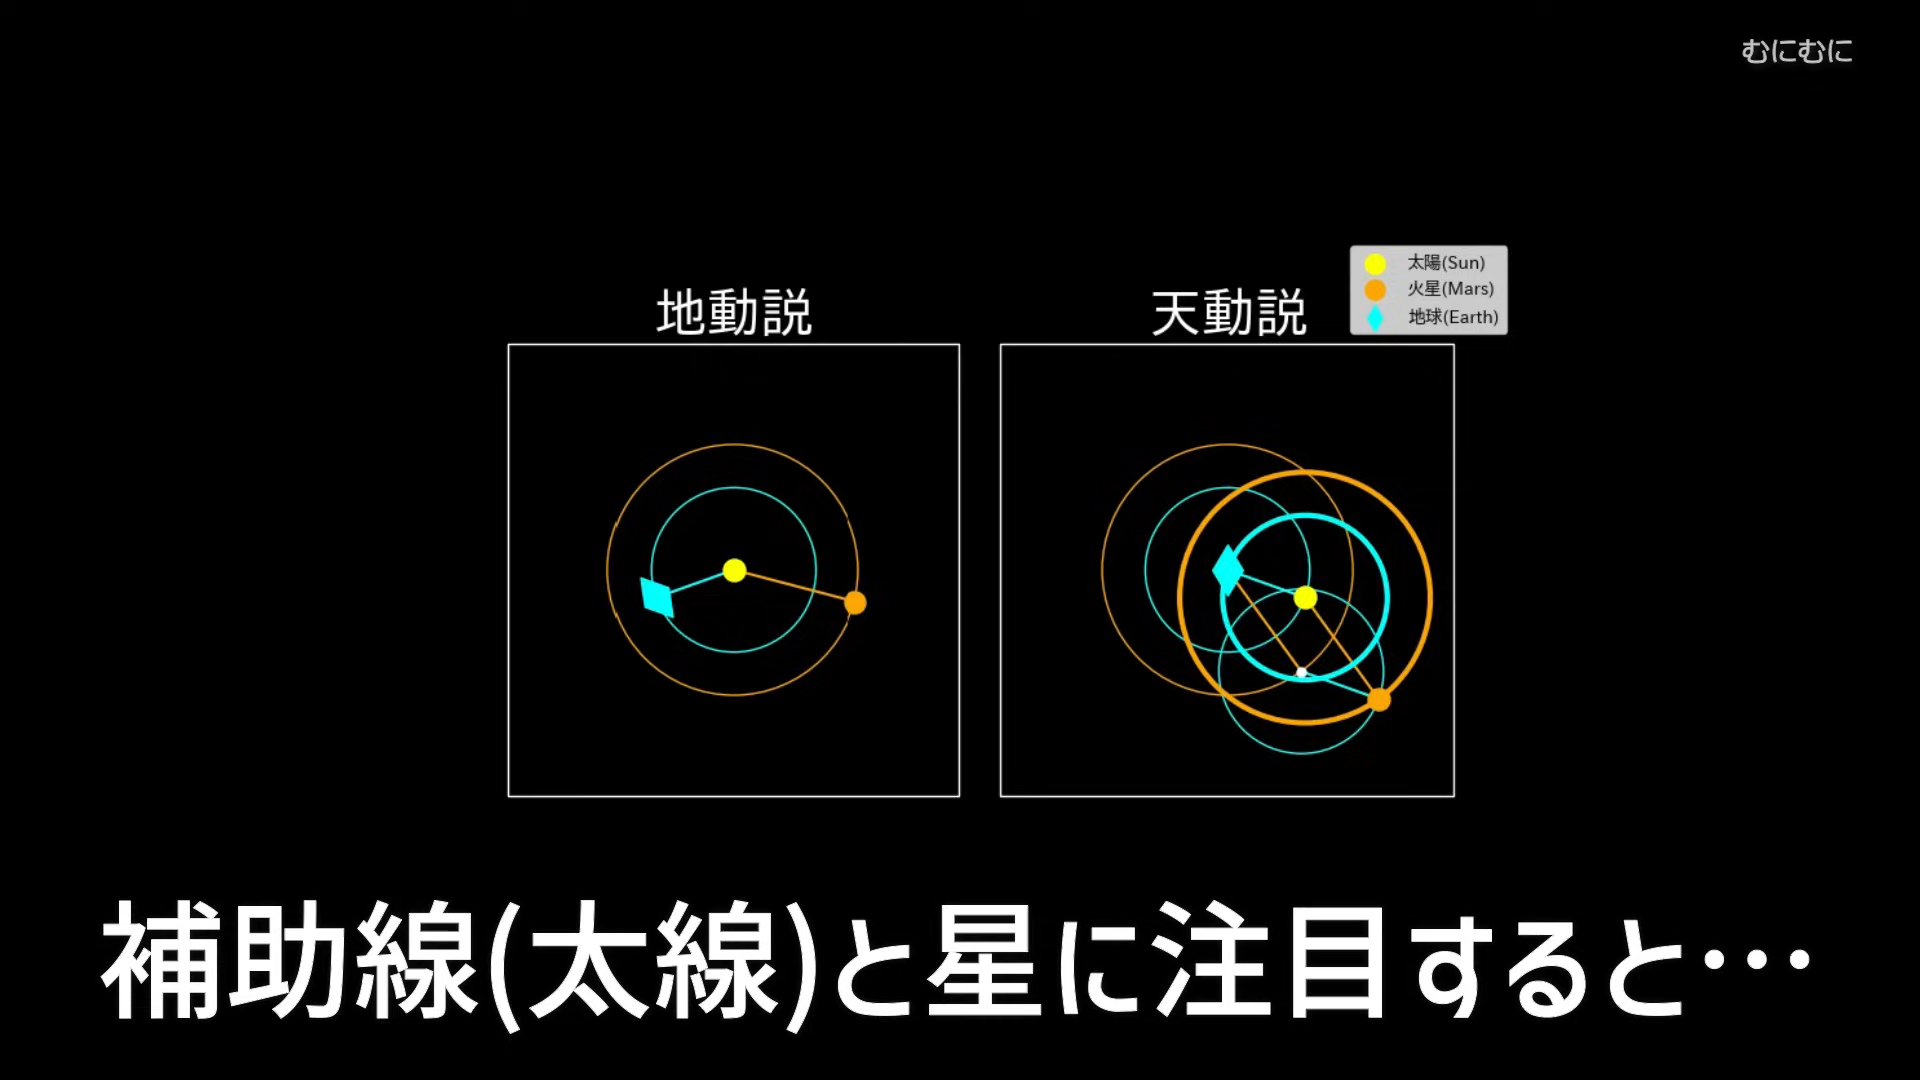 むにむに
太陽(Sun)
火星(Mars)
地球(Earth)
地動説
天動説
補助線(太線)と星に注目すると…